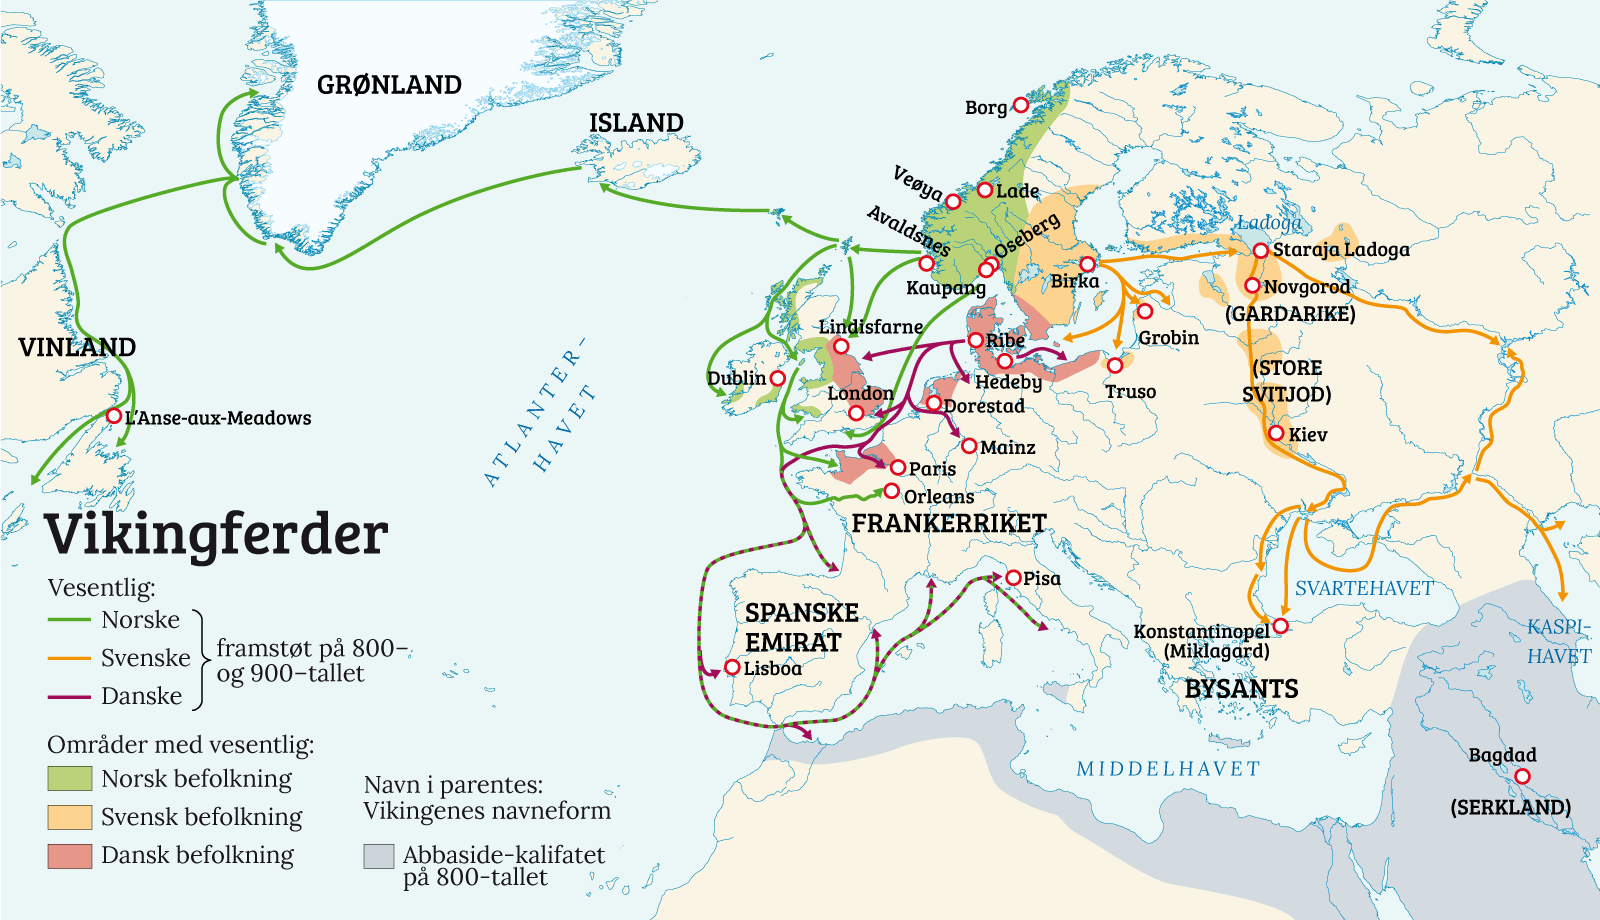 GRØNLAND
ISLAND
Borg
Veøya
Lade
Avaldsnes
Oseberg
Kaupang
Birka
Ladoga
Staraja Ladoga
Novgorod
(GARDARIKE)
Grobin
Lindisfarne
Ribe
Hedeby
Truso
(STORE
SVITJOD)
VINLAND
Dublin
London
Dorestad
L'Anse-aux-Meadows
Kiev
Mainz
Paris
Orleans
ATLANTER-
HAVET
FRANKERRIKET
Pisa
SVARTEHAVET
SPANSKE
EMIRAT
Konstantinopel
(Miklagard)
KASPI-
HAVET
Lisboa
BYSANTS
MIDDELHAVET
Bagdad
(SERKLAND)
Vikingferder
Vesentlig:
Norske
Svenske
Danske
framstøt på 800–
og 900–tallet
Områder med vesentlig:
Norsk befolkning
Svensk befolkning
Dansk befolkning
Navn i parentes:
Vikingenes navneform
Abbaside-kalifatet
på 800-tallet